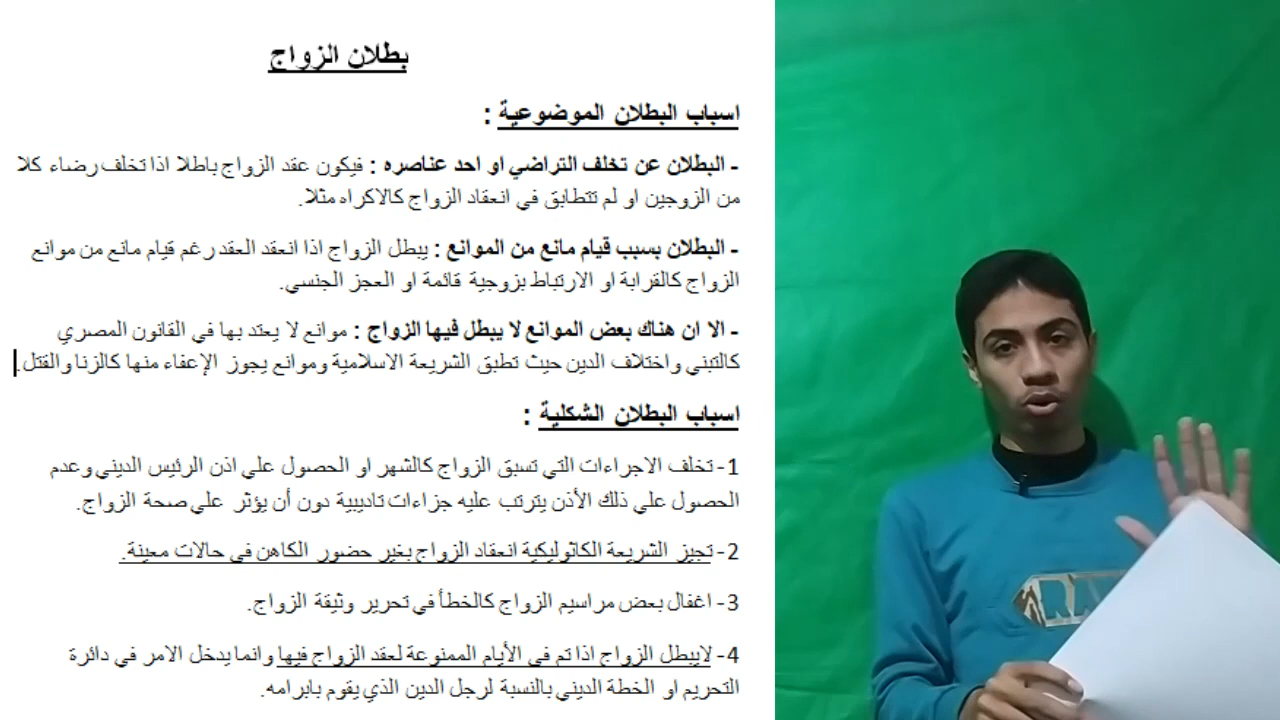 بطلان الزواج
اسباب البطلان الموضوعية :
- البطلان عن تخلف التراضي او احد عناصره : فيكون عقد الزواج باطلا اذا تخلف رضاء كلا
من الزوجين او لم تتطابق في انعقاد الزواج كالاكراه مثلا.
- البطلان بسبب قيام مانع من الموانع : يبطل الزواج اذا انعقد العقد رغم قيام مانع من موانع
الزواج كالقرابة او الارتباط بزوجية قائمة او العجز الجنسي.
- الا ان هناك بعض الموانع لا يبطل فيها الزواج : موانع لا يعتد بها في القانون المصري
كالتبني واختلاف الدين حيث تطبق الشريعة الاسلامية وموانع يجوز الإعفاء منها كالزنا والقتل.
اسباب البطلان الشكلية :
1- تخلف الاجراءات التي تسبق الزواج كالشهر او الحصول علي اذن الرئيس الديني وعدم
الحصول علي ذلك الأذن يترتب عليه جزاءات تاديبية دون أن يؤثر علي صحة الزواج.
2- تجيز الشريعة الكاثوليكية انعقاد الزواج بغير حضور الكاهن في حالات معينة.
3- اغفال بعض مراسيم الزواج كالخطأ في تحرير وثيقة الزواج.
4- لايبطل الزواج اذا تم في الأيام الممنوعة لعقد الزواج فيها وانما يدخل الامر في دائرة
التحريم او الخطة الديني بالنسبة لرجل الدين الذي يقوم بابرامه.